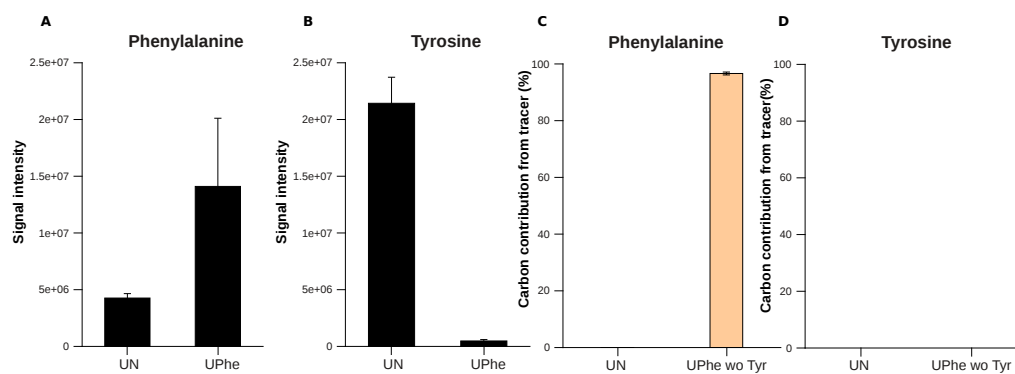 A
Phenylalanine
Signal intensity
2.5e+07
2e+07
1.5e+07
1e+07
5e+06
0
UN
UPhe
B
Tyrosine
Signal intensity
2.5e+07
2e+07
1.5e+07
1e+07
5e+06
0
UN
UPhe
C
Phenylalanine
Carbon contribution from tracer (%)
100
80
60
40
20
0
UN
UPhe wo Tyr
D
Tyrosine
Carbon contribution from tracer(%)
100
80
60
40
20
0
UN
UPhe wo Tyr